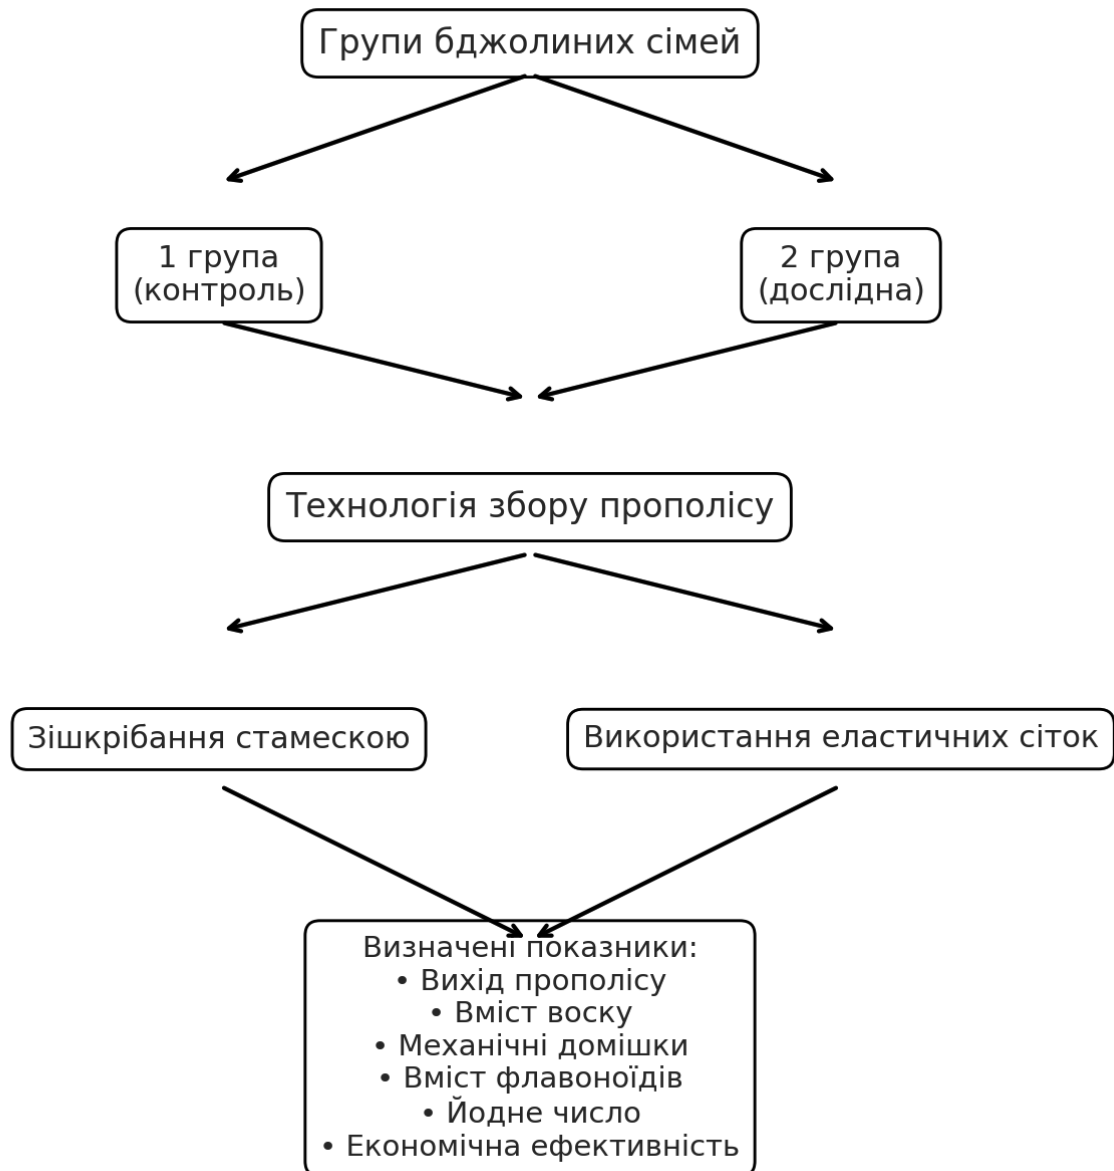 Групи бджолиних сімей
1 група
(контроль)
2 група
(дослідна)
Технологія збору прополісу
Зішкрібання стамескою
Використання еластичних сіток
Визначені показники:
• Вихід прополісу
• Вміст воску
• Механічні домішки
• Вміст флавоноїдів
• Йодне число
• Економічна ефективність